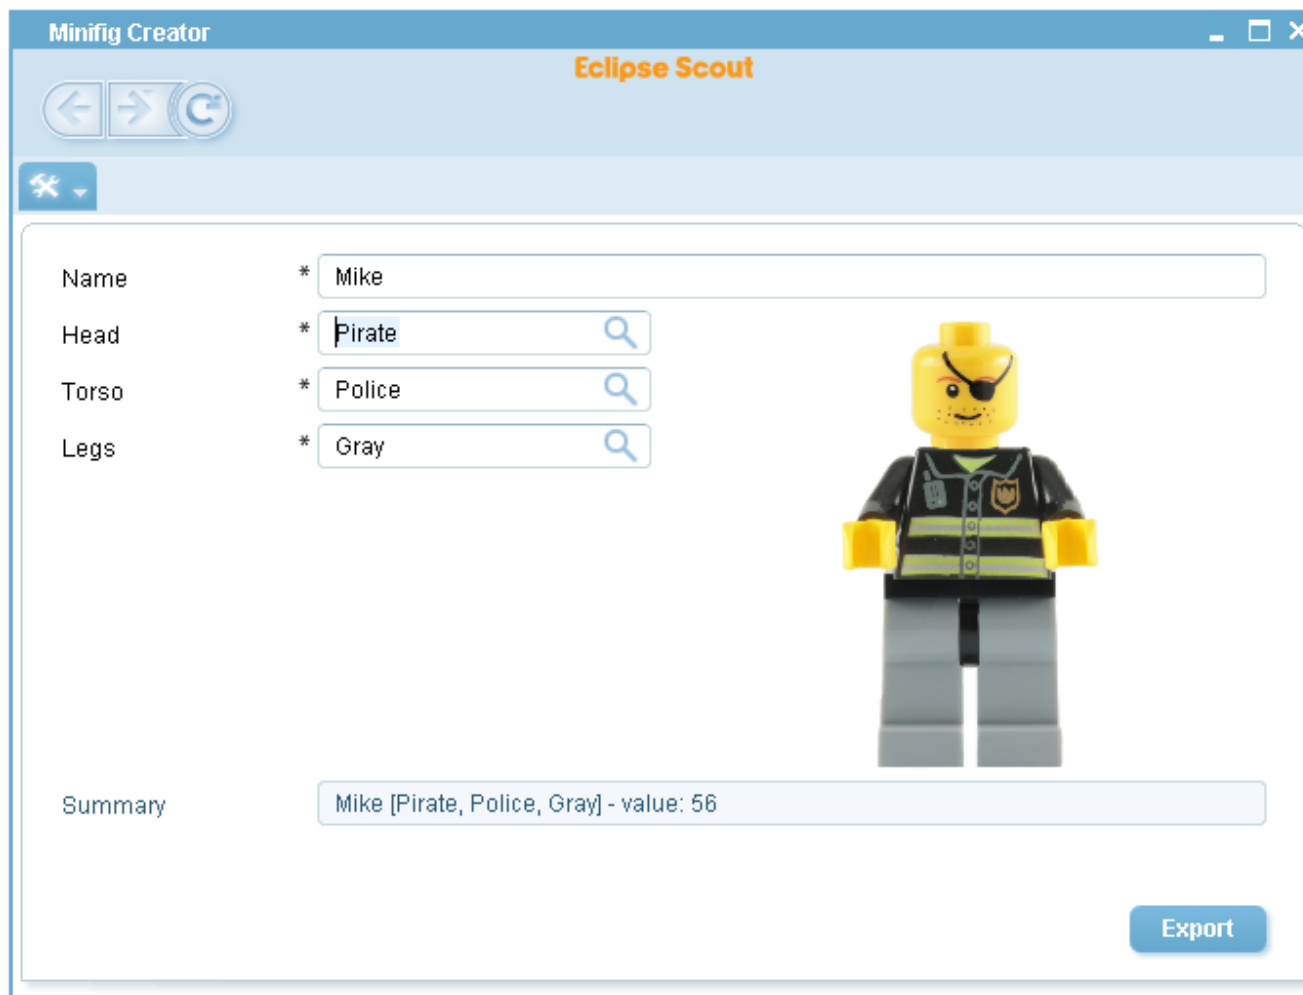 Minifig Creator
Eclipse Scout
Name * Mike
Head * Pirate
Torso * Police
Legs * Gray
Summary Mike [Pirate, Police, Gray] - value: 56
Export